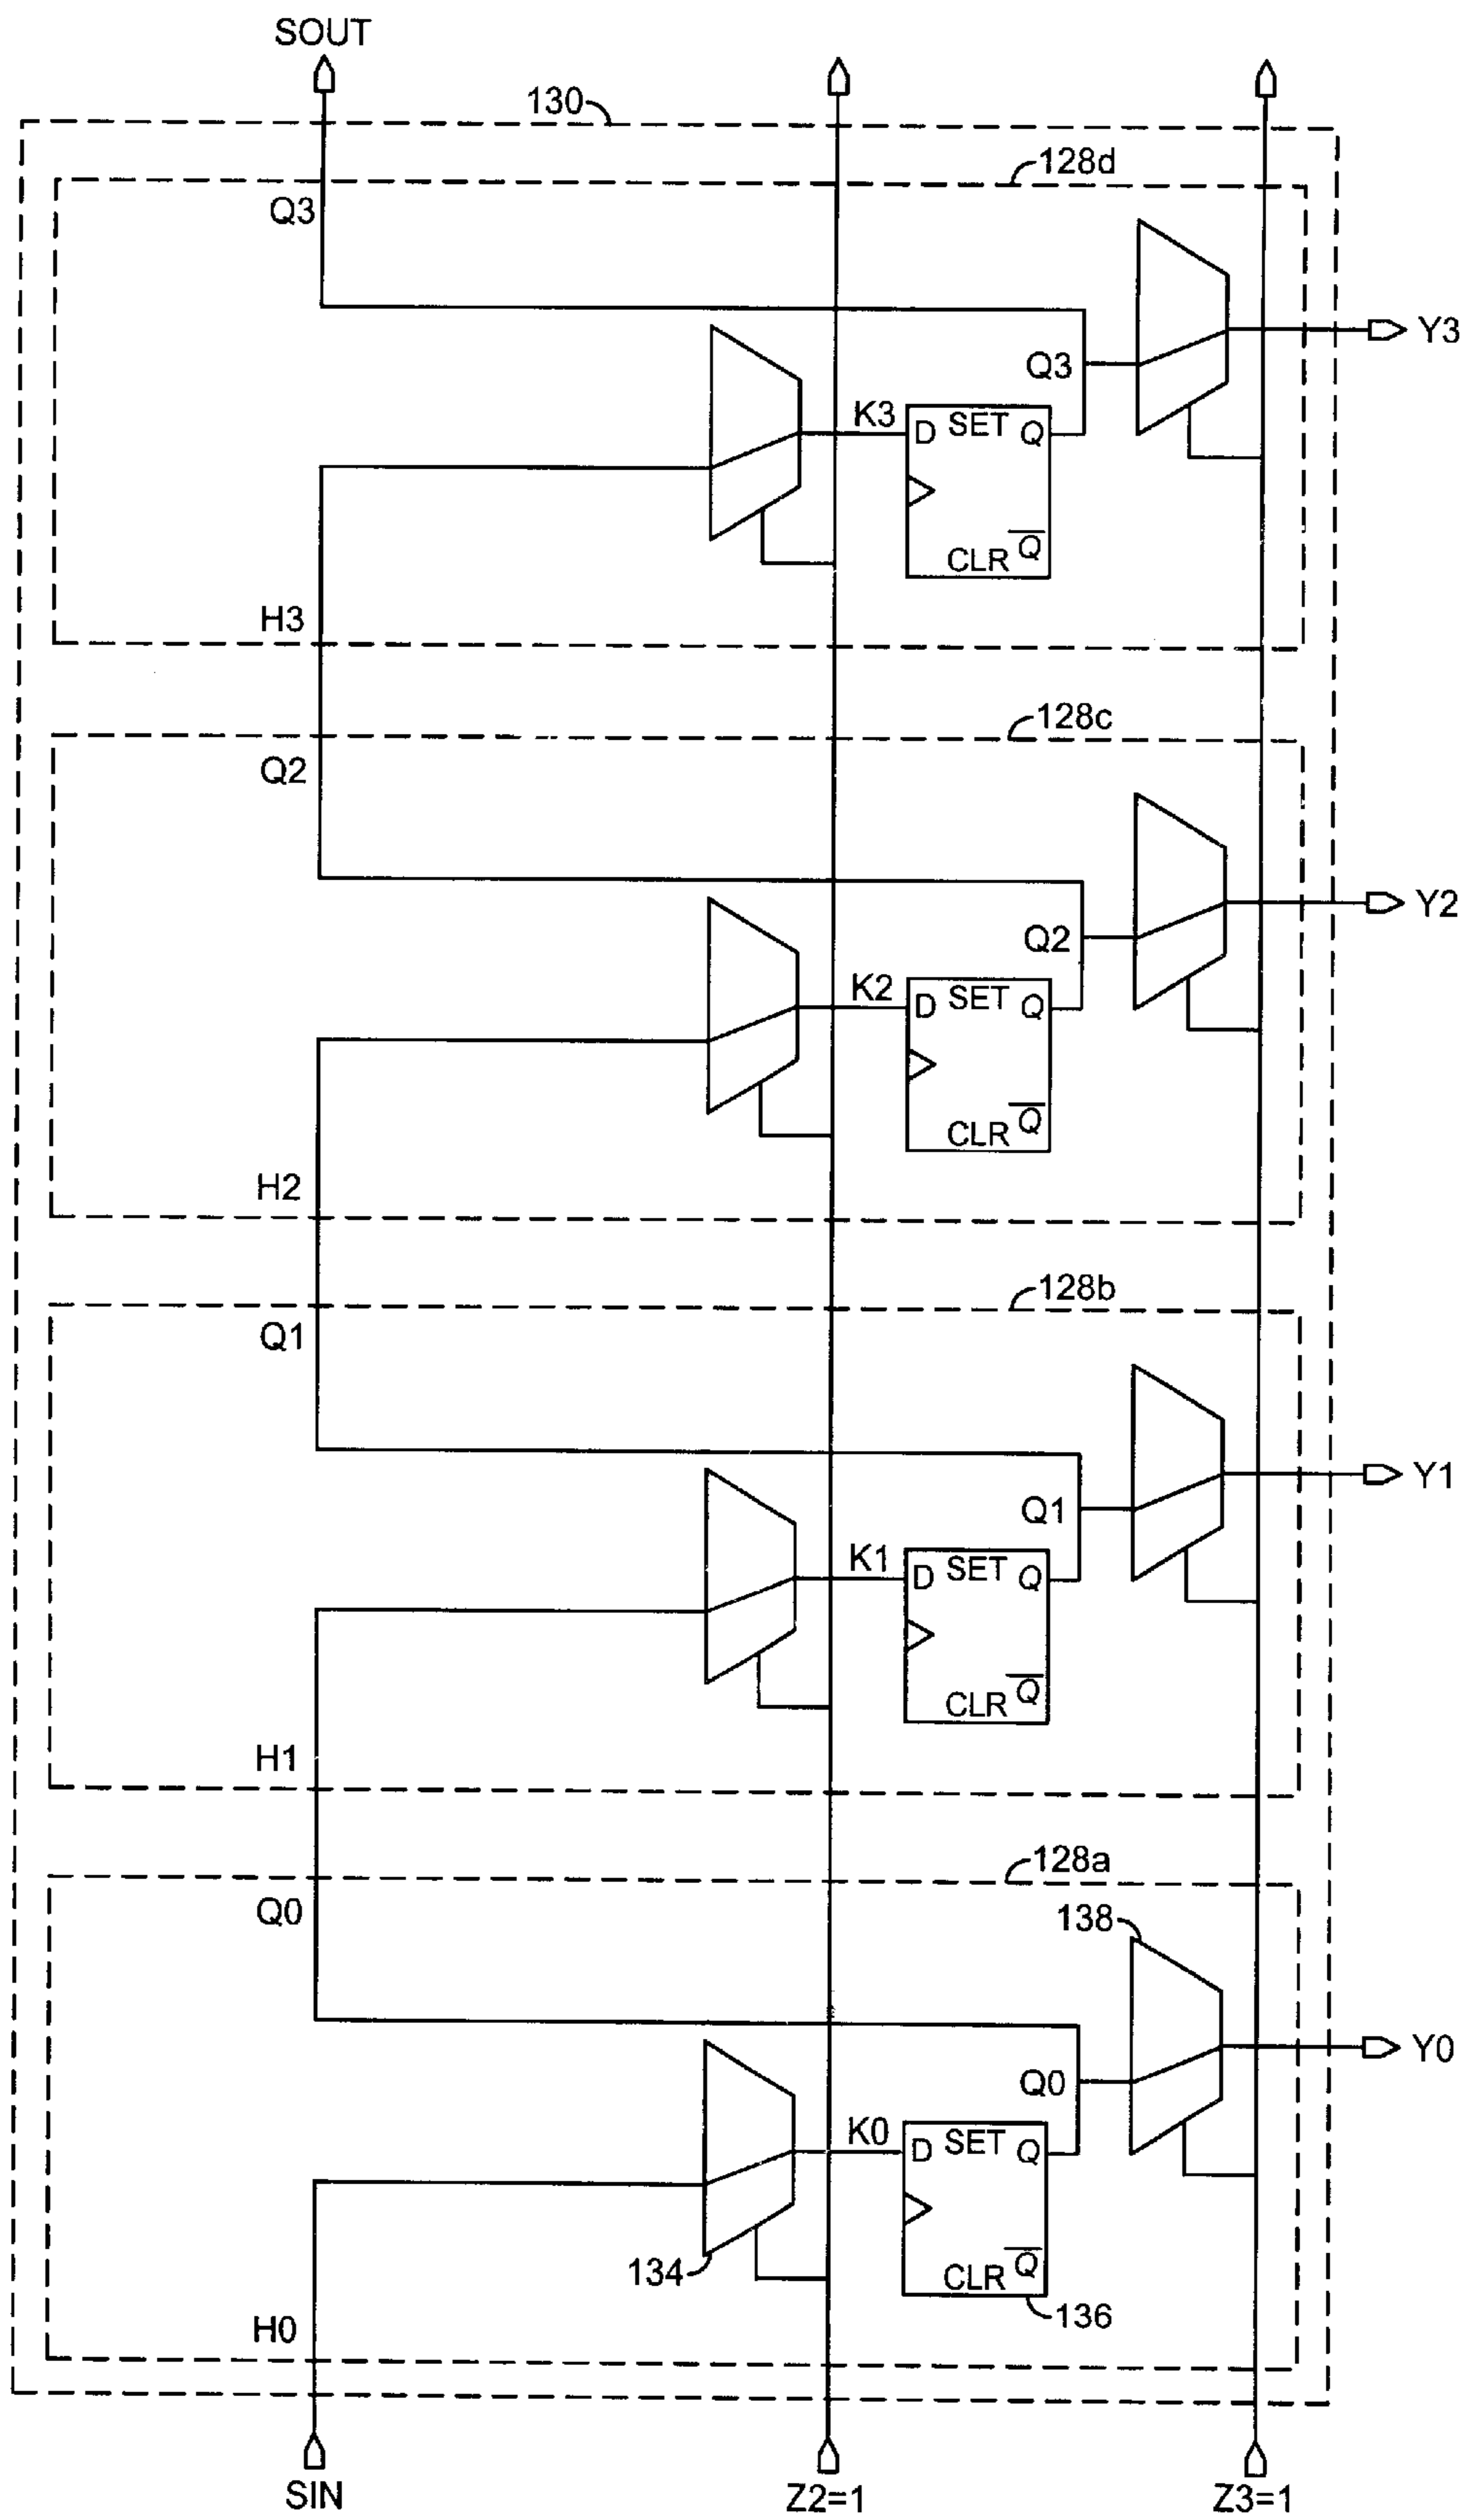 SOUT
130
128d
Q3
Y3
Q3
K3
D SET Q
CLR Q̅
H3
128c
Q2
Y2
Q2
K2
D SET Q
CLR Q̅
H2
128b
Q1
Y1
Q1
K1
D SET Q
CLR Q̅
H1
128a
Q0
138
Y0
Q0
K0
D SET Q
CLR Q̅
134
136
H0
SIN
Z2=1
Z3=1